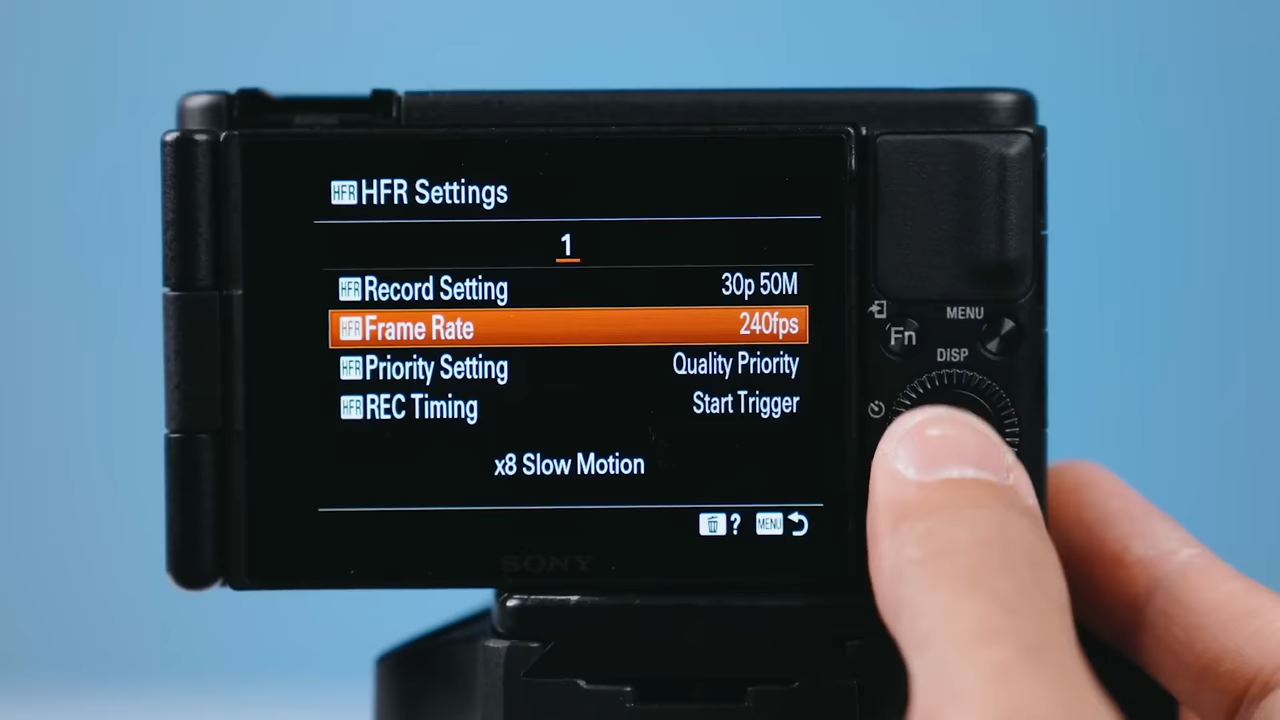 HFR HFR Settings
1
HFR Record Setting 30p 50M
HFR Frame Rate 240fps
HFR Priority Setting Quality Priority
HFR REC Timing Start Trigger
x8 Slow Motion
? MENU
SONY
MENU
Fn
DISP